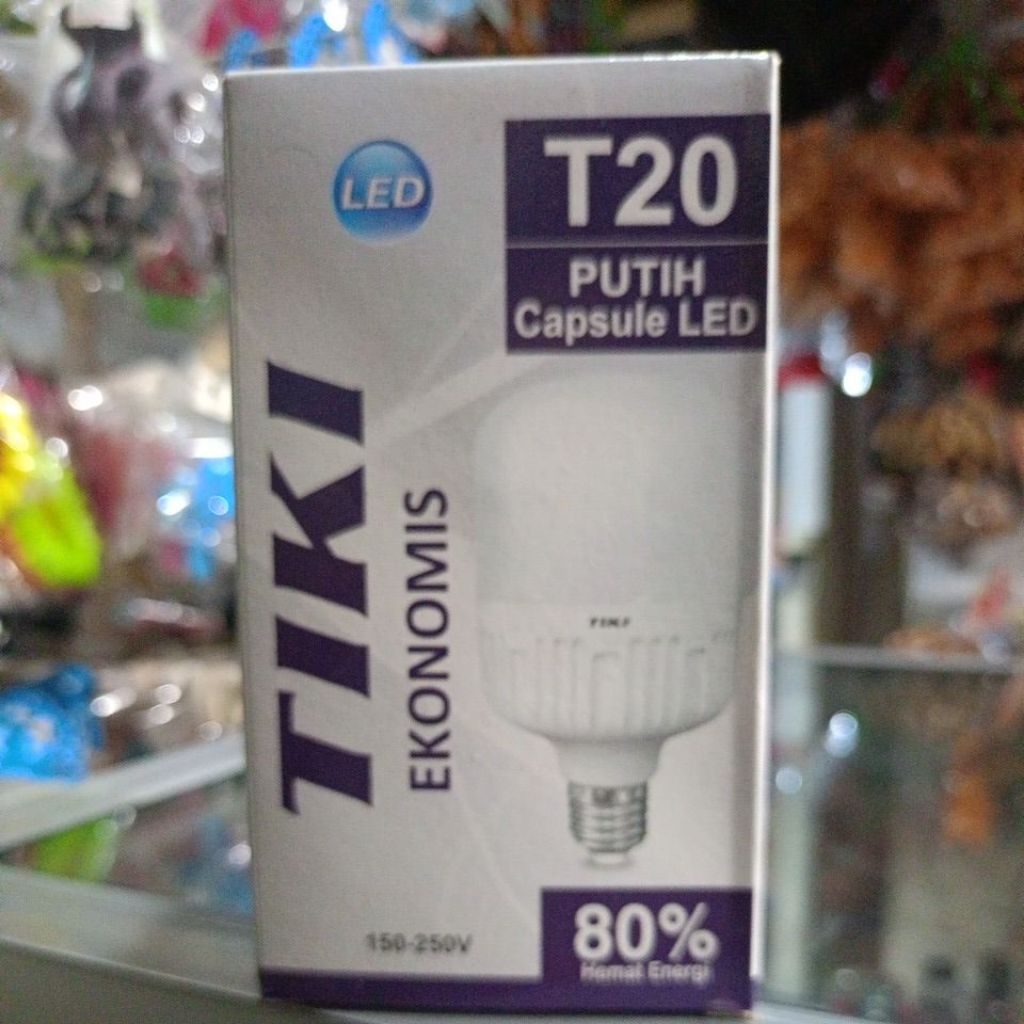 LED
T20
PUTIH
Capsule LED
TIKI
EKONOMIS
TIKI
150-250V
80%
Hemat Energi